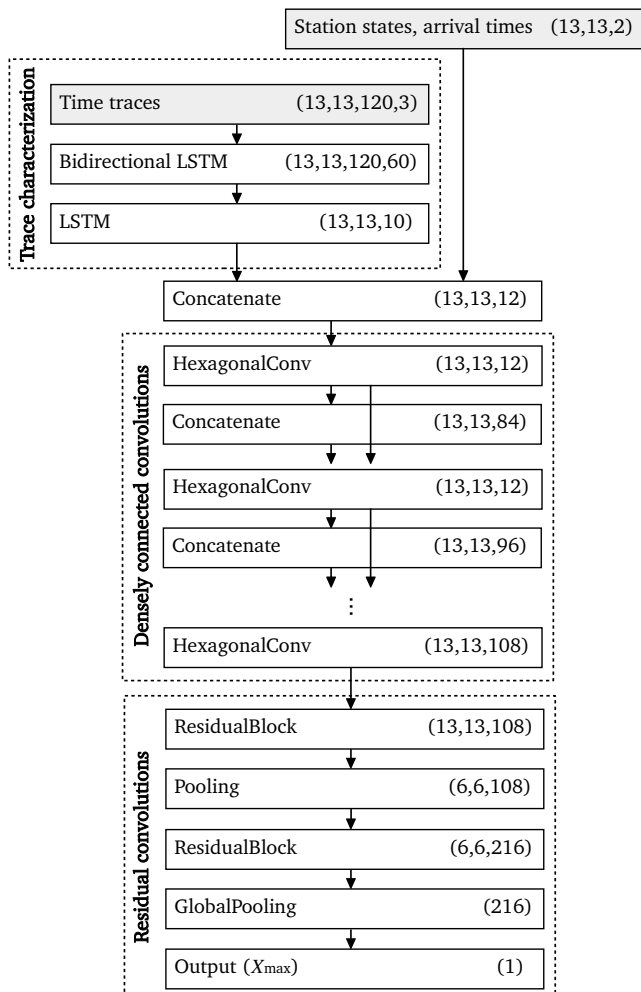 Station states, arrival times (13,13,2)
Trace characterization
Time traces (13,13,120,3)
Bidirectional LSTM (13,13,120,60)
LSTM (13,13,10)
Concatenate (13,13,12)
Densely connected convolutions
HexagonalConv (13,13,12)
Concatenate (13,13,84)
HexagonalConv (13,13,12)
Concatenate (13,13,96)
...
HexagonalConv (13,13,108)
Residual convolutions
ResidualBlock (13,13,108)
Pooling (6,6,108)
ResidualBlock (6,6,216)
GlobalPooling (216)
Output (Xmax) (1)